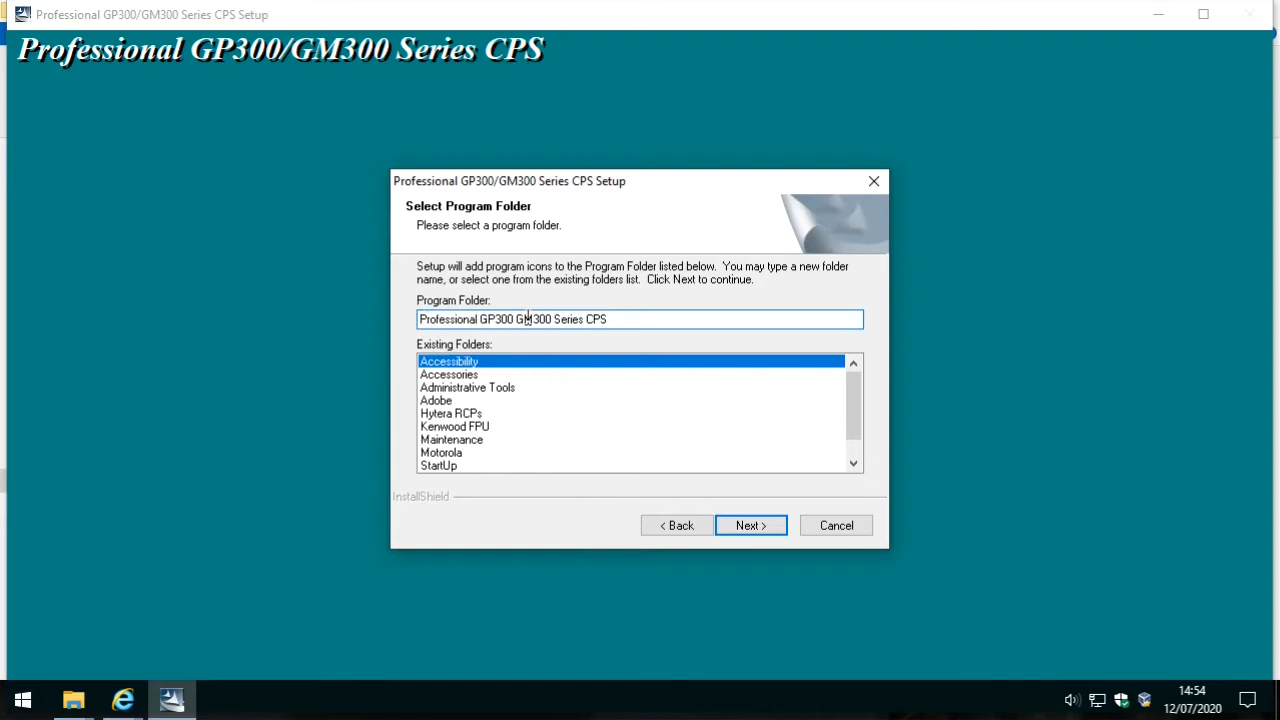 Professional GP300/GM300 Series CPS Setup
Professional GP300/GM300 Series CPS
Professional GP300/GM300 Series CPS Setup
Select Program Folder
Please select a program folder.
Setup will add program icons to the Program Folder listed below. You may type a new folder
name, or select one from the existing folders list. Click Next to continue.
Program Folder:
Professional GP300 GM300 Series CPS
Existing Folders:
Accessibility
Accessories
Administrative Tools
Adobe
Hytera RCPs
Kenwood FPU
Maintenance
Motorola
StartUp
InstallShield
< Back
Next >
Cancel
14:54
12/07/2020